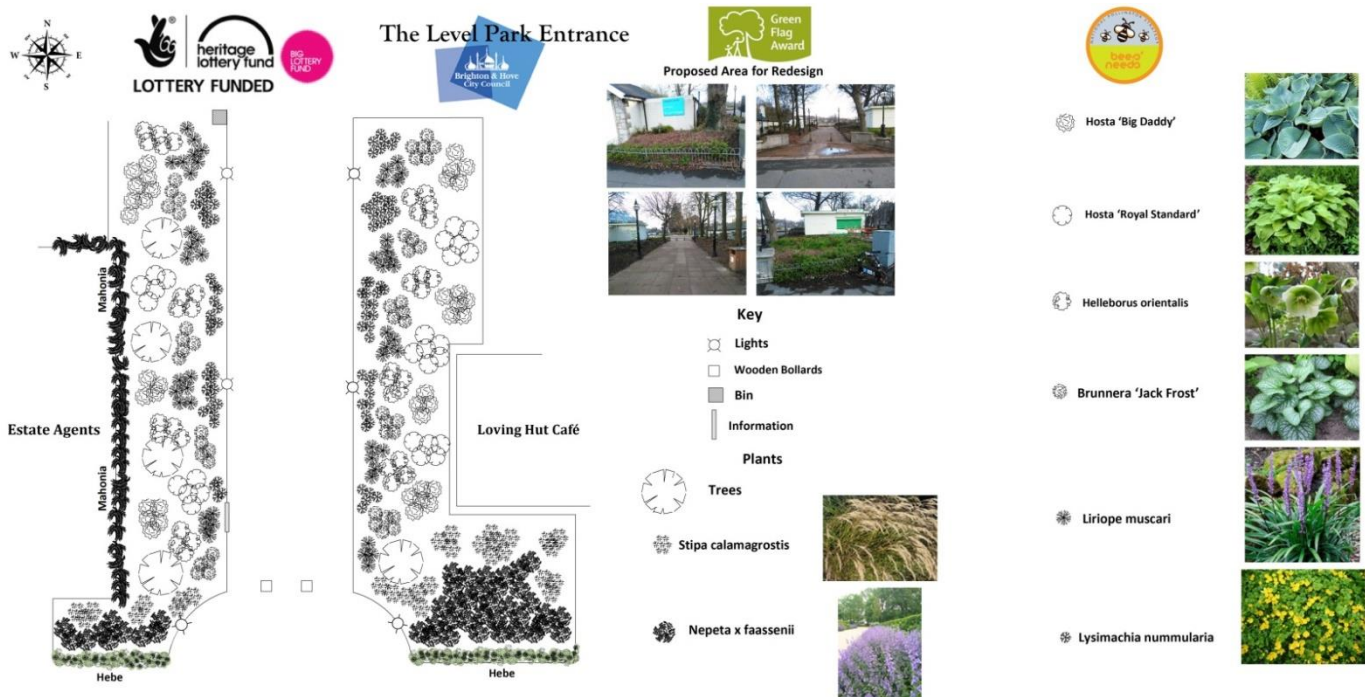 N
W
E
S
®
heritage
lottery fund
LOTTERY FUNDED
BIG
LOTTERY
FUND
The Level Park Entrance
Brighton & Hove
City Council
Green
Flag
Award
Proposed Area for Redesign
bees'
needs
Mahonia
Mahonia
Estate Agents
Loving Hut Café
Hebe
Hebe
Key
Lights
Wooden Bollards
Bin
Information
Plants
Trees
Stipa calamagrostis
Nepeta x faassenii
Hosta ‘Big Daddy’
Hosta ‘Royal Standard’
Helleborus orientalis
Brunnera ‘Jack Frost’
Liriope muscari
Lysimachia nummularia